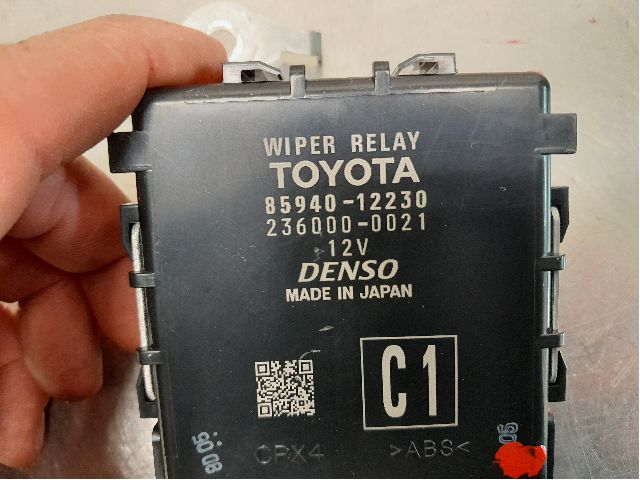 WIPER RELAY
TOYOTA
85940-12230
236000-0021
12V
DENSO
MADE IN JAPAN
C1
CPX4 >ABS<